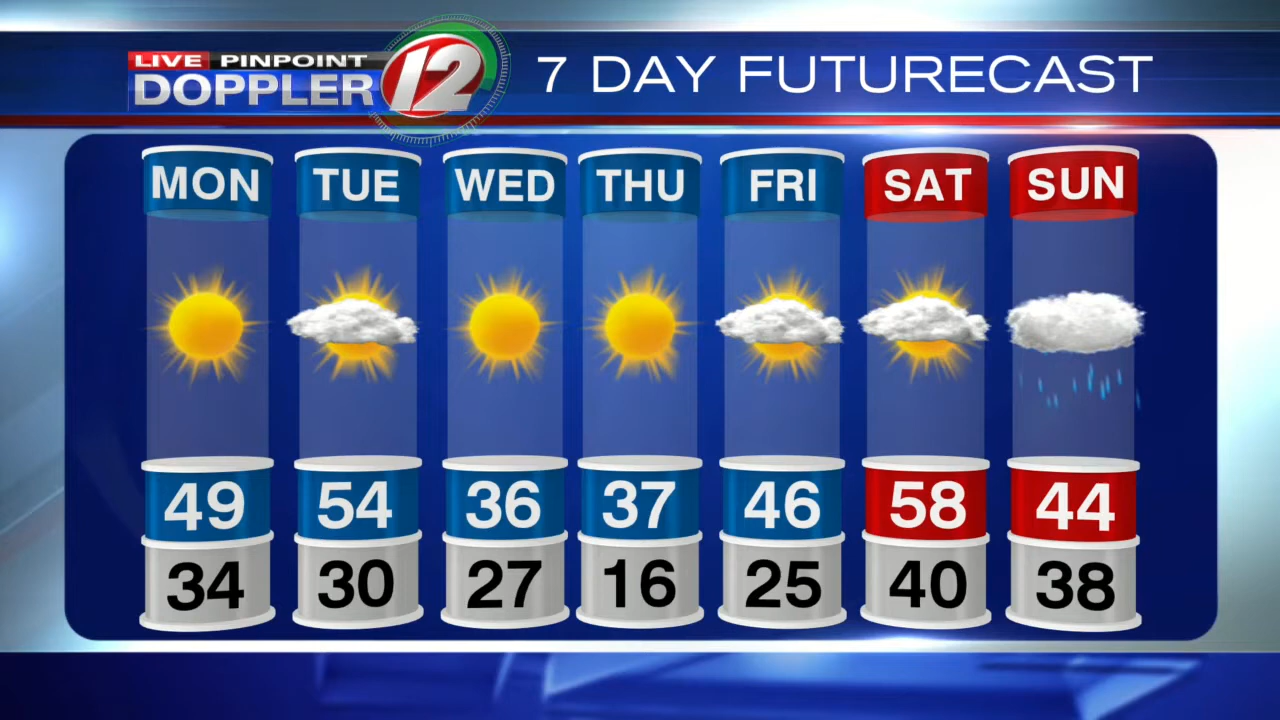 LIVE PINPOINT
DOPPLER 12
7 DAY FUTURECAST
MON TUE WED THU FRI SAT SUN
49 54 36 37 46 58 44
34 30 27 16 25 40 38